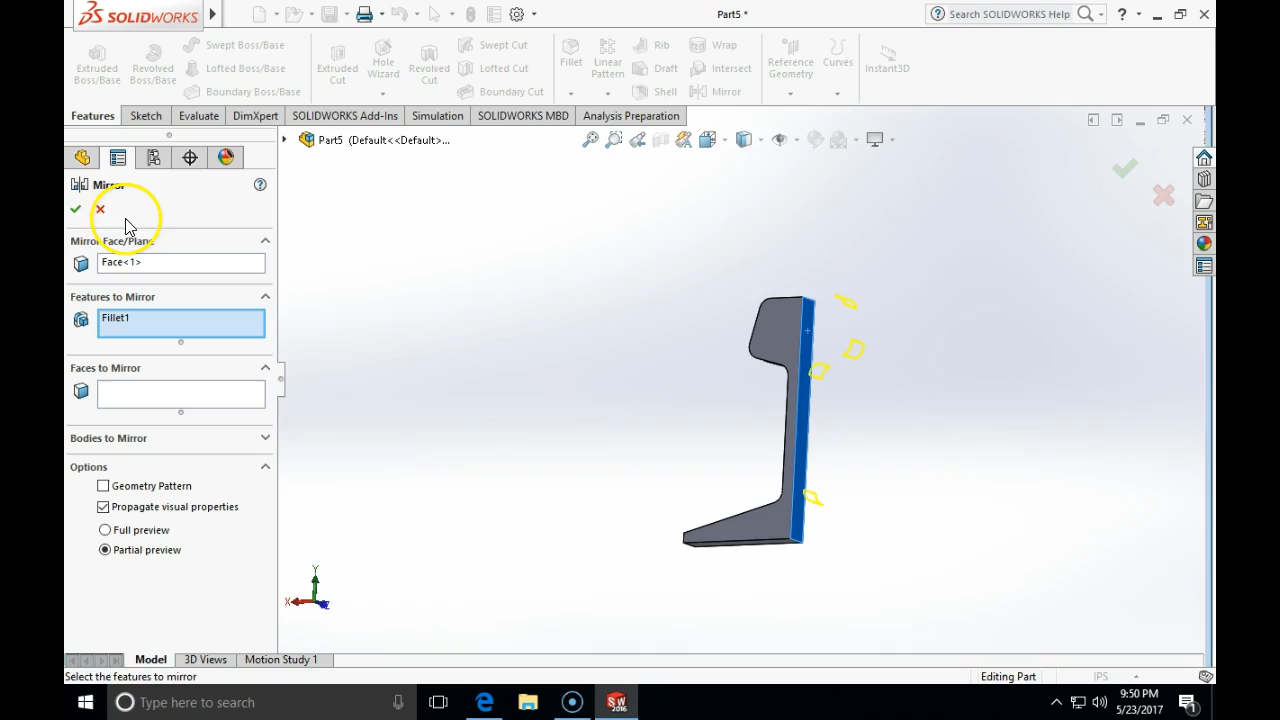 SOLIDWORKS
Part5 *
Search SOLIDWORKS Help
?
Extruded Boss/Base
Revolved Boss/Base
Swept Boss/Base
Lofted Boss/Base
Boundary Boss/Base
Extruded Cut
Hole Wizard
Revolved Cut
Swept Cut
Lofted Cut
Boundary Cut
Fillet
Linear Pattern
Rib
Draft
Shell
Wrap
Intersect
Mirror
Reference Geometry
Curves
Instant3D
Features
Sketch
Evaluate
DimXpert
SOLIDWORKS Add-Ins
Simulation
SOLIDWORKS MBD
Analysis Preparation
Part5 (Default<<Default>...
Mirror
?
Mirror Face/Plane
Face<1>
Features to Mirror
Fillet1
Faces to Mirror
Bodies to Mirror
Options
Geometry Pattern
Propagate visual properties
Full preview
Partial preview
Y
X
Z
Model
3D Views
Motion Study 1
Select the features to mirror
Editing Part
IPS
Type here to search
SW
2016
9:50 PM
5/23/2017
1